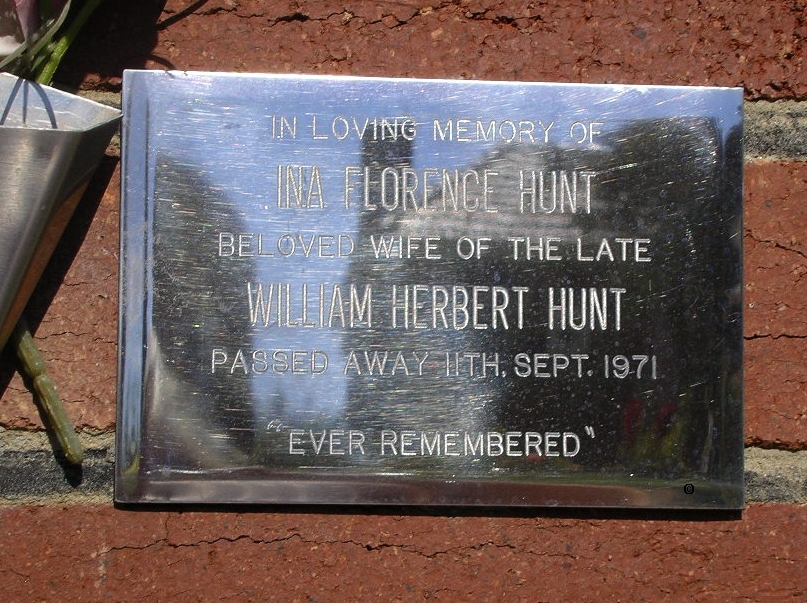 IN LOVING MEMORY OF
INA FLORENCE HUNT
BELOVED WIFE OF THE LATE
WILLIAM HERBERT HUNT
PASSED AWAY 11TH. SEPT. 1971
"EVER REMEMBERED"
©